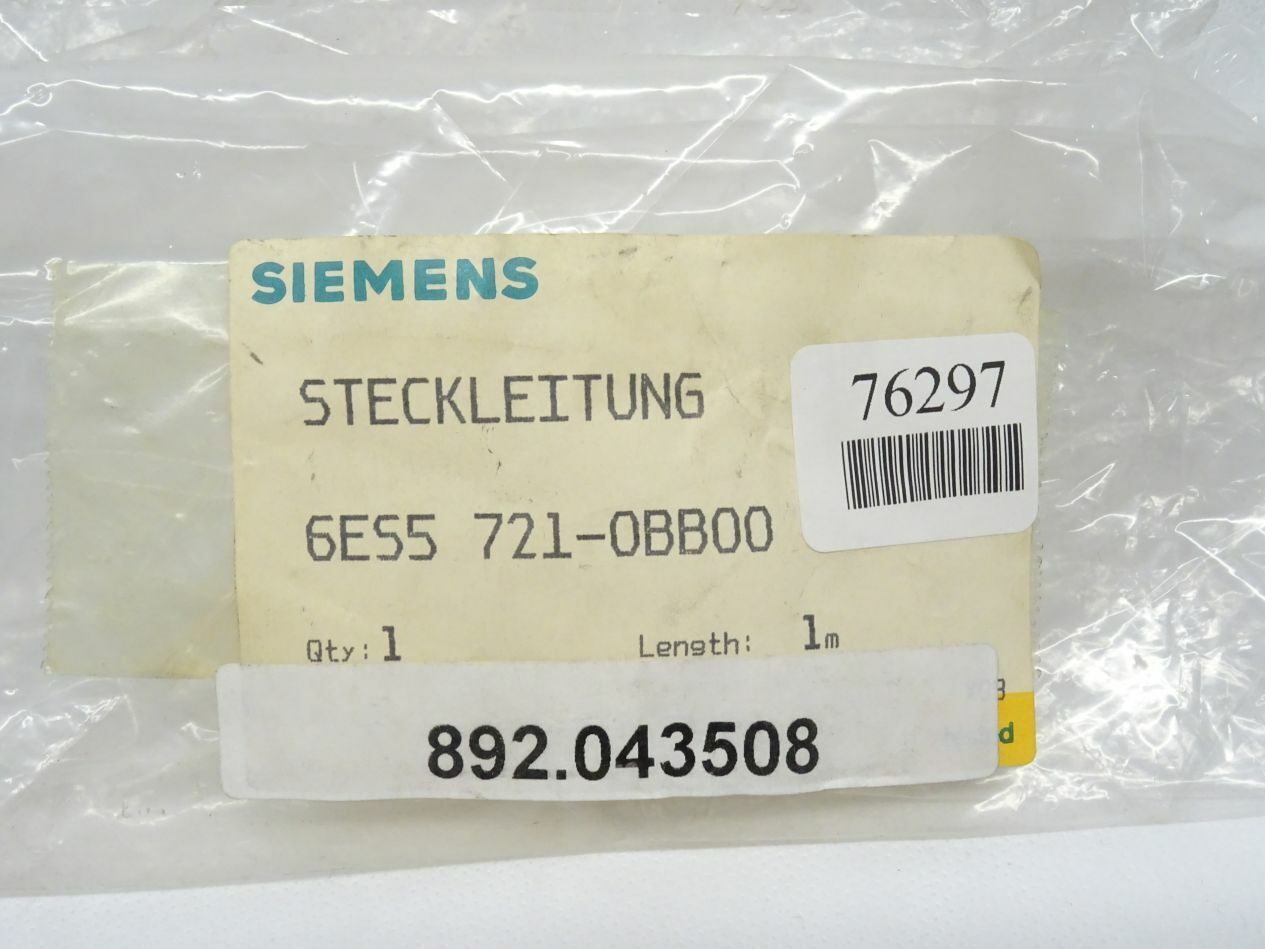 SIEMENS
STECKLEITUNG
76297
6ES5 721-0BB00
Qty: 1 Length: 1m
892.043508